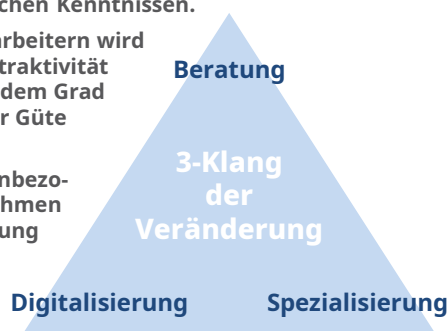 chen Kenntnissen.
arbeitern wird
traktivität
dem Grad
r Güte
nbezo-
hmen
ung
Beratung
3-Klang
der
Veränderung
Digitalisierung Spezialisierung